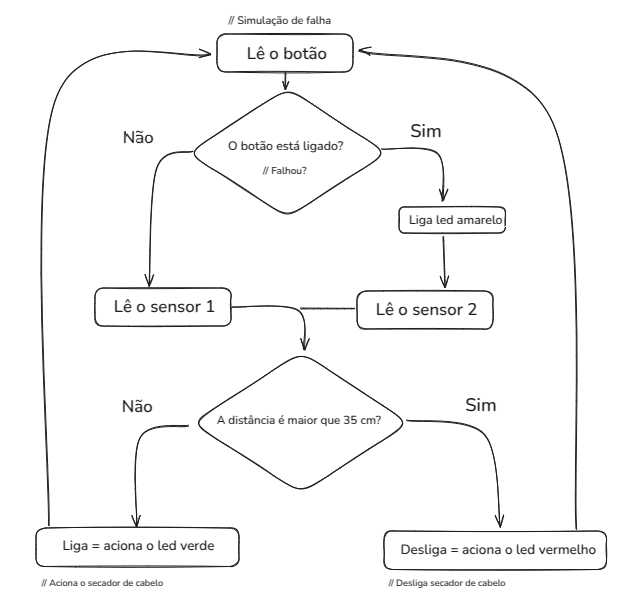 // Simulação de falha
Lê o botão
Não
Sim
O botão está ligado?
// Falhou?
Liga led amarelo
Lê o sensor 1
Lê o sensor 2
Não
Sim
A distância é maior que 35 cm?
Liga = aciona o led verde
Desliga = aciona o led vermelho
// Aciona o secador de cabelo
// Desliga secador de cabelo